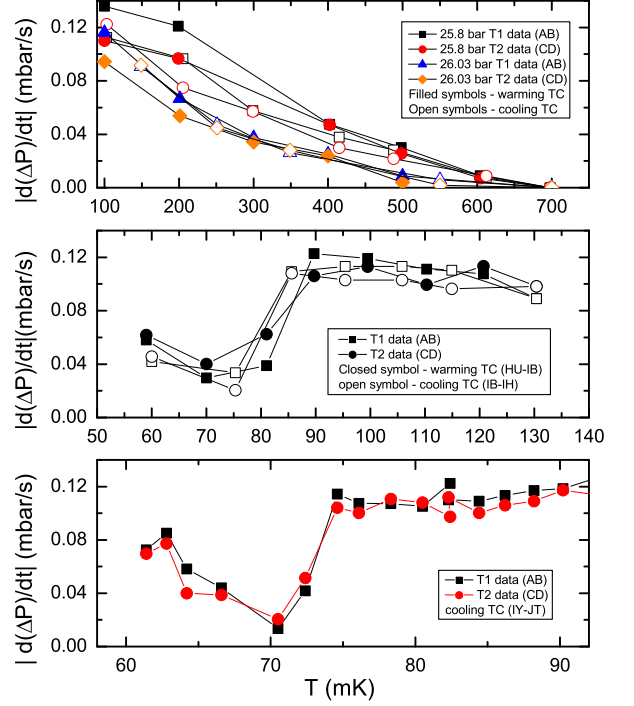 |d(ΔP)/dt| (mbar/s)
0.12
0.08
0.04
0.00
25.8 bar T1 data (AB)
25.8 bar T2 data (CD)
26.03 bar T1 data (AB)
26.03 bar T2 data (CD)
Filled symbols - warming TC
Open symbols - cooling TC
100 200 300 400 500 600 700
|d(ΔP)/dt|(mbar/s)
0.12
0.08
0.04
0.00
T1 data (AB)
T2 data (CD)
Closed symbol - warming TC (HU-IB)
open symbol - cooling TC (IB-IH)
50 60 70 80 90 100 110 120 130 140
| d(ΔP)/dt| (mbar/s)
0.12
0.08
0.04
0.00
T1 data (AB)
T2 data (CD)
cooling TC (IY-JT)
60 70 80 90
T (mK)